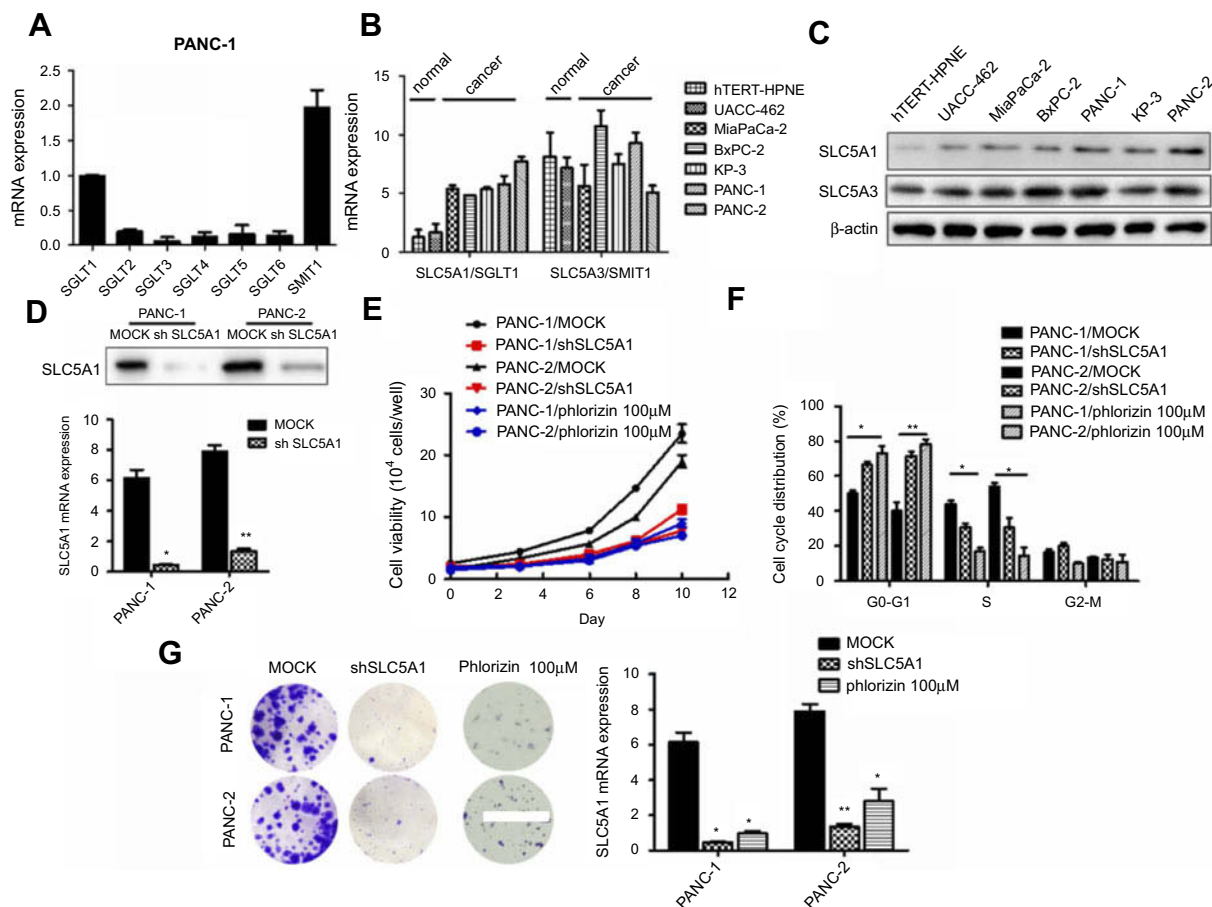 A
PANC-1
mRNA expression
2.5
2.0
1.5
1.0
0.5
0.0
SGLT1
SGLT2
SGLT3
SGLT4
SGLT5
SGLT6
SMIT1
B
normal
cancer
normal
cancer
mRNA expression
15
10
5
0
SLC5A1/SGLT1
SLC5A3/SMIT1
hTERT-HPNE
UACC-462
MiaPaCa-2
BxPC-2
KP-3
PANC-1
PANC-2
C
hTERT-HPNE
UACC-462
MiaPaCa-2
BxPC-2
PANC-1
KP-3
PANC-2
SLC5A1
SLC5A3
β-actin
D
PANC-1
PANC-2
MOCK sh SLC5A1
MOCK sh SLC5A1
SLC5A1
SLC5A1 mRNA expression
10
8
6
4
2
0
MOCK
sh SLC5A1
*
**
PANC-1
PANC-2
E
PANC-1/MOCK
PANC-1/shSLC5A1
PANC-2/MOCK
PANC-2/shSLC5A1
PANC-1/phlorizin 100μM
PANC-2/phlorizin 100μM
Cell viability (10⁴ cells/well)
30
20
10
0
0
2
4
6
8
10
12
Day
F
PANC-1/MOCK
PANC-1/shSLC5A1
PANC-2/MOCK
PANC-2/shSLC5A1
PANC-1/phlorizin 100μM
PANC-2/phlorizin 100μM
Cell cycle distribution (%)
100
80
60
40
20
0
*
**
*
*
G0-G1
S
G2-M
G
MOCK
shSLC5A1
Phlorizin 100μM
PANC-1
PANC-2
SLC5A1 mRNA expression
10
8
6
4
2
0
MOCK
shSLC5A1
phlorizin 100μM
*
*
**
*
PANC-1
PANC-2